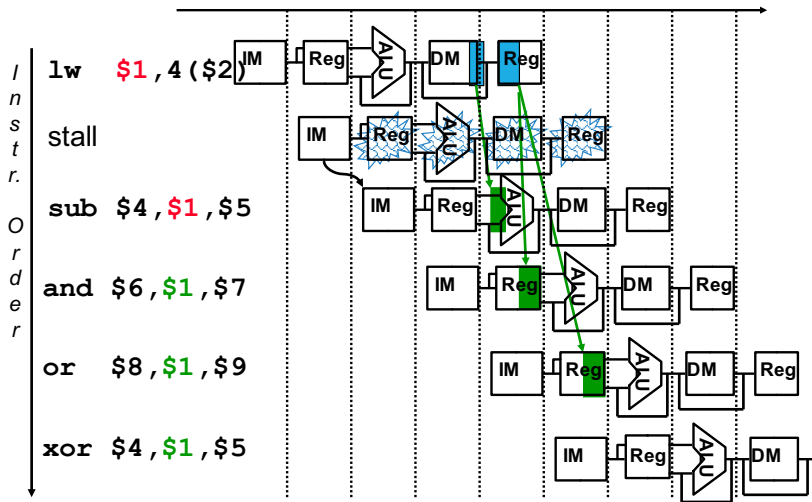 Instr. Order
lw $1,4($2) IM Reg ALU DM Reg
stall IM Reg ALU DM Reg
sub $4,$1,$5 IM Reg ALU DM Reg
and $6,$1,$7 IM Reg ALU DM Reg
or $8,$1,$9 IM Reg ALU DM Reg
xor $4,$1,$5 IM Reg ALU DM